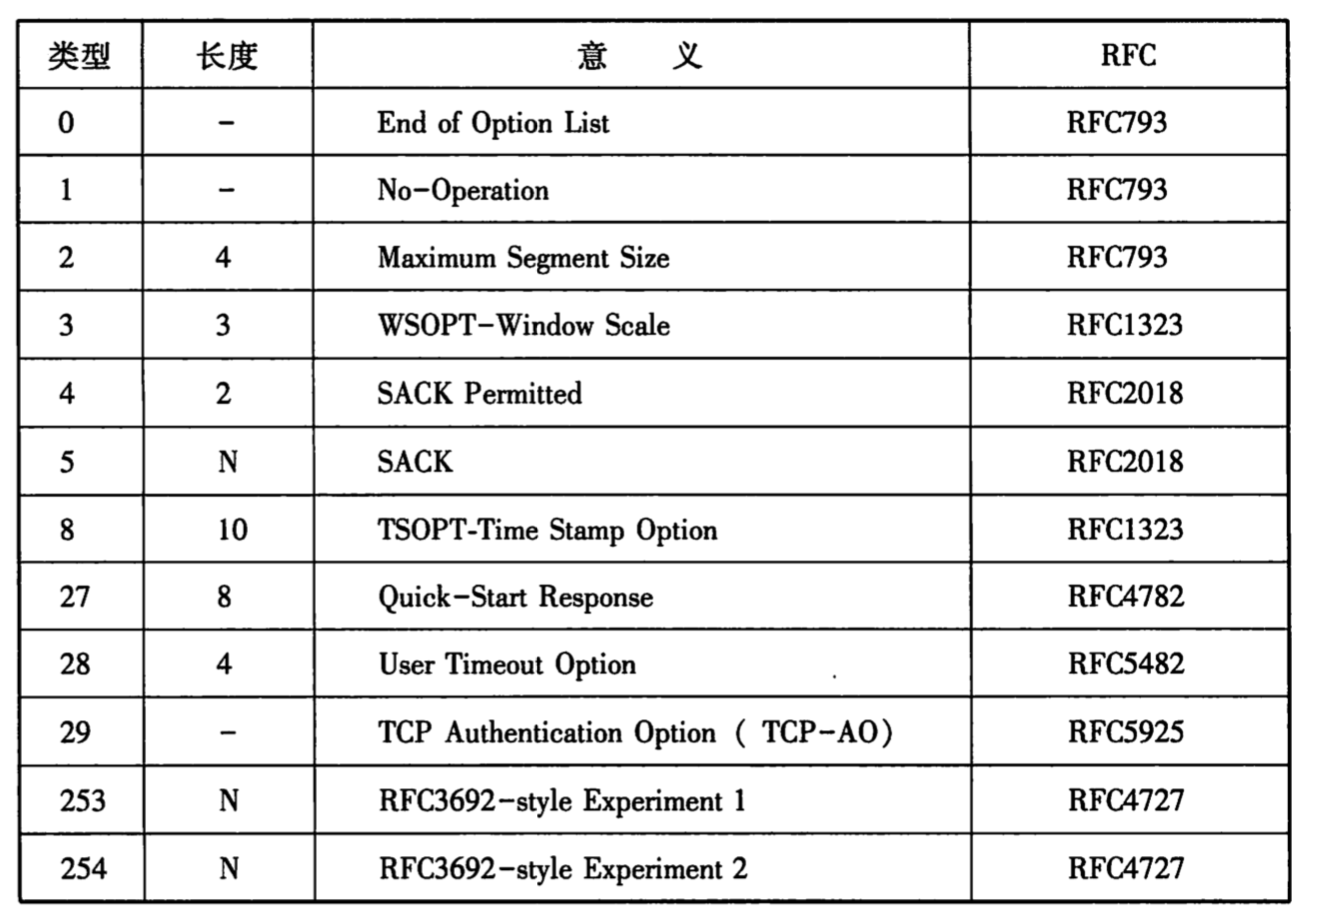 类型 长度 意 义 RFC
0 - End of Option List RFC793
1 - No-Operation RFC793
2 4 Maximum Segment Size RFC793
3 3 WSOPT-Window Scale RFC1323
4 2 SACK Permitted RFC2018
5 N SACK RFC2018
8 10 TSOPT-Time Stamp Option RFC1323
27 8 Quick-Start Response RFC4782
28 4 User Timeout Option RFC5482
29 - TCP Authentication Option ( TCP-AO) RFC5925
253 N RFC3692-style Experiment 1 RFC4727
254 N RFC3692-style Experiment 2 RFC4727